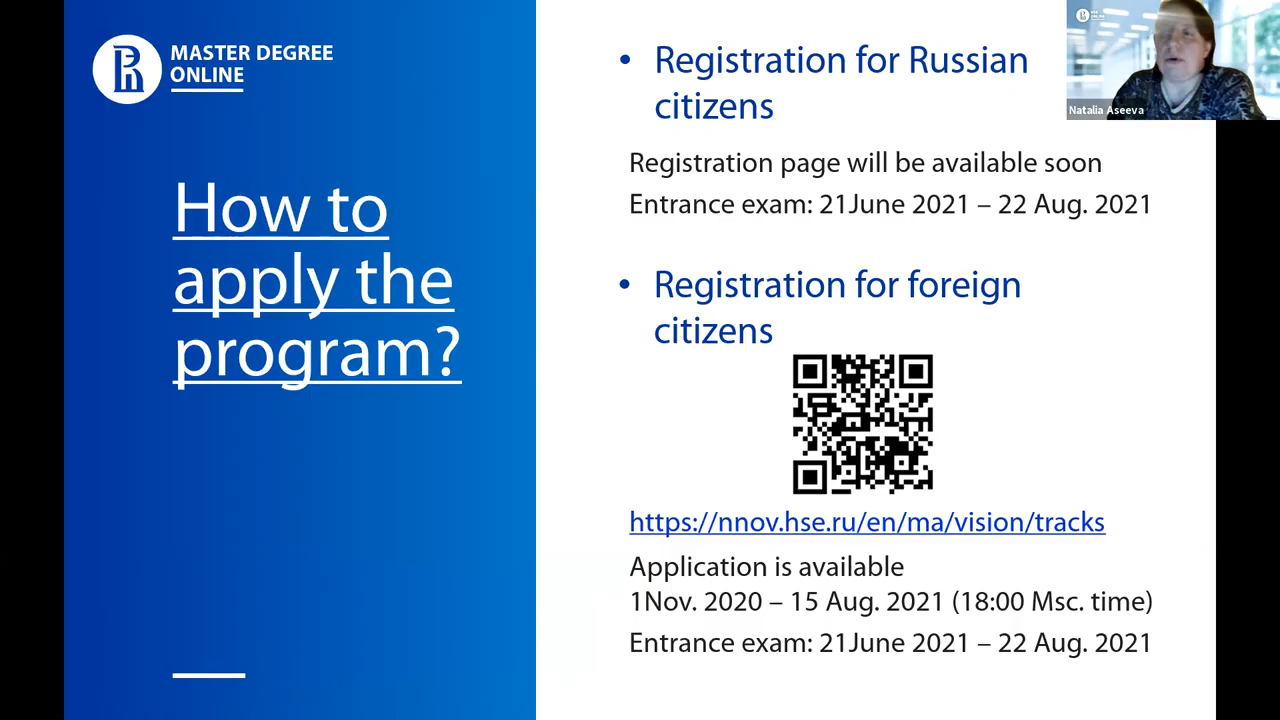 MASTER DEGREE
ONLINE
How to
apply the
program?
• Registration for Russian
citizens
Registration page will be available soon
Entrance exam: 21June 2021 – 22 Aug. 2021
• Registration for foreign
citizens
https://nnov.hse.ru/en/ma/vision/tracks
Application is available
1Nov. 2020 – 15 Aug. 2021 (18:00 Msc. time)
Entrance exam: 21June 2021 – 22 Aug. 2021
Natalia Aseeva